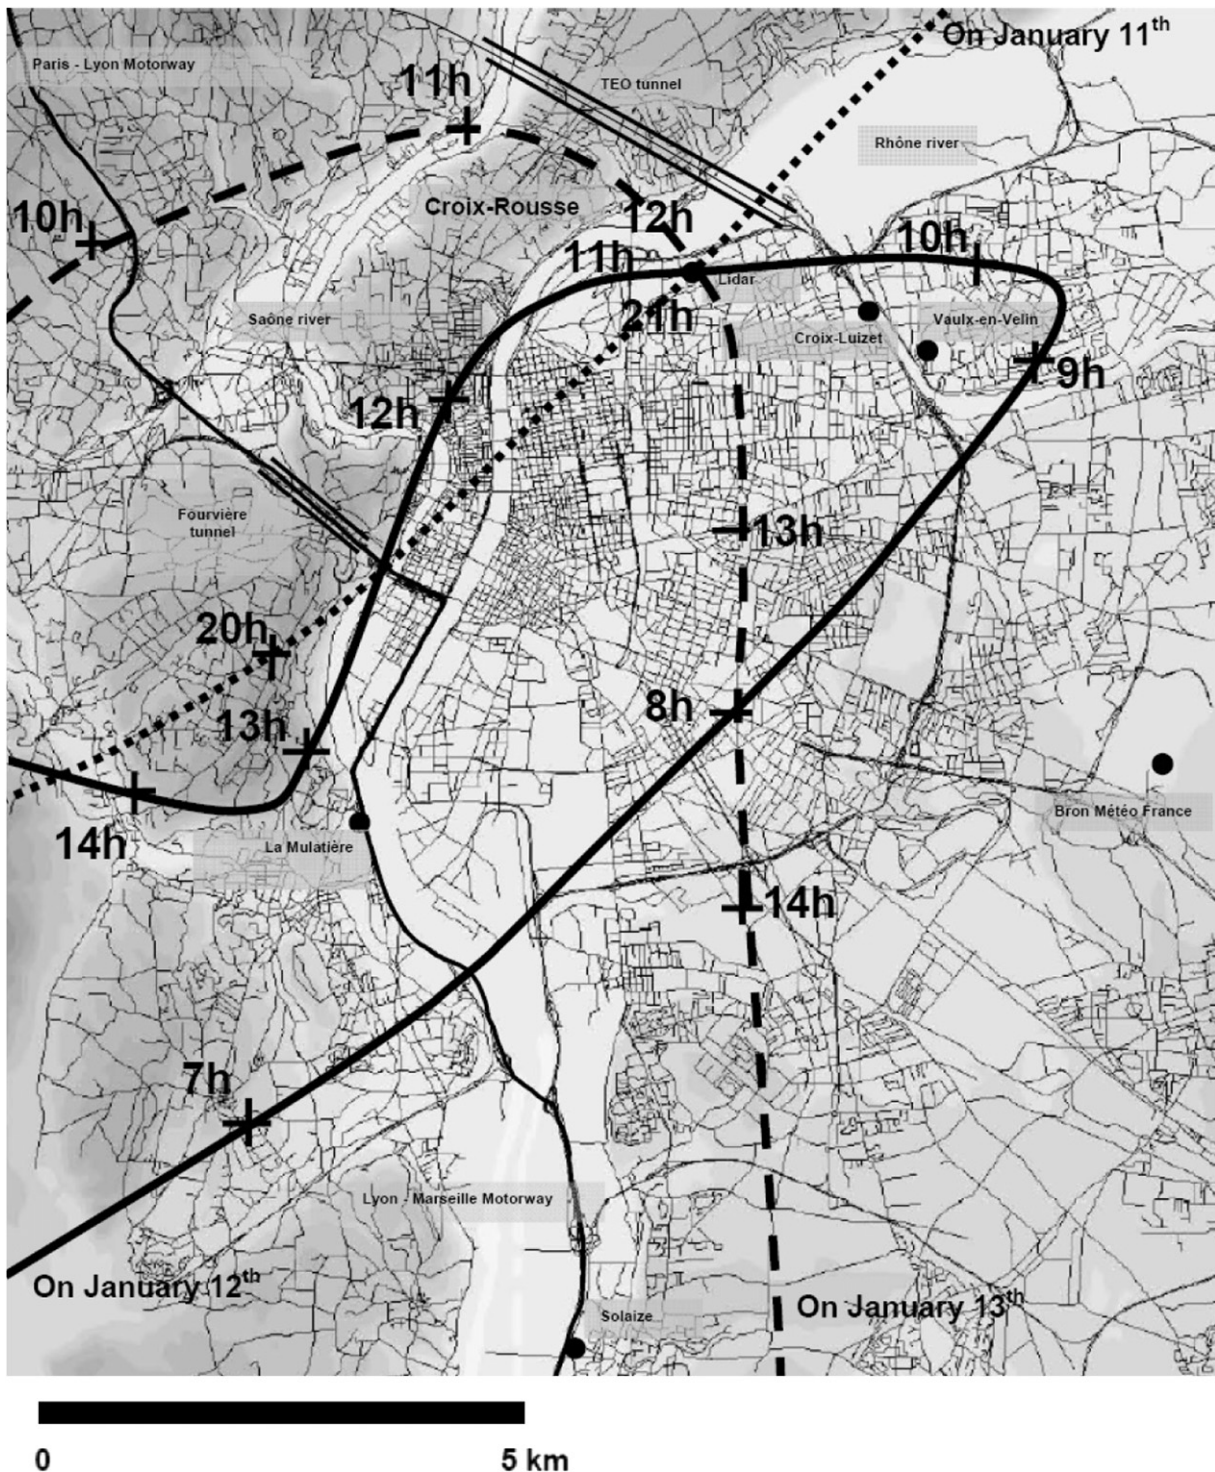 On January 11th
Paris - Lyon Motorway
11h
TEO tunnel
Rhône river
Croix-Rousse
10h
12h
10h
11h
Lidar
Saône river
21h
Vaulx-en-Velin
Croix-Luizet
9h
12h
Fourvière
tunnel
13h
20h
8h
13h
Bron Météo France
14h
La Mulatière
14h
7h
Lyon - Marseille Motorway
On January 12th
On January 13th
Solaize
0
5 km